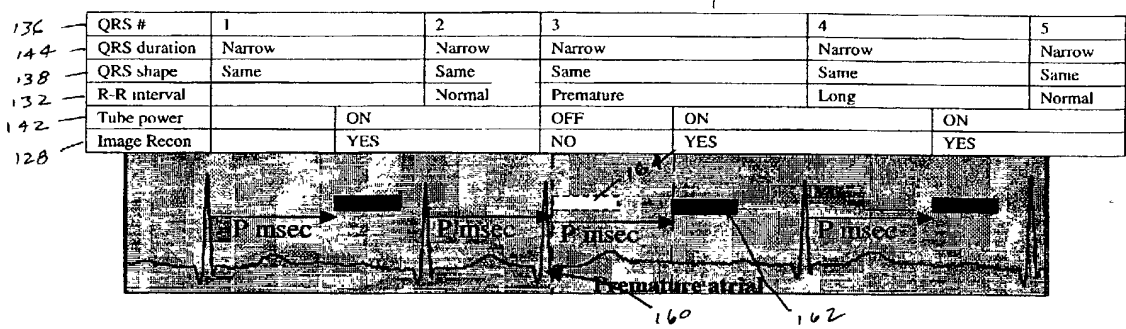 136 QRS # 1 2 3 4 5
144 QRS duration Narrow Narrow Narrow Narrow Narrow
138 QRS shape Same Same Same Same Same
132 R-R interval Normal Premature Long Normal
142 Tube power ON OFF ON ON
128 Image Recon YES NO YES YES
P msec P msec P msec P msec
Premature atrial
160 162